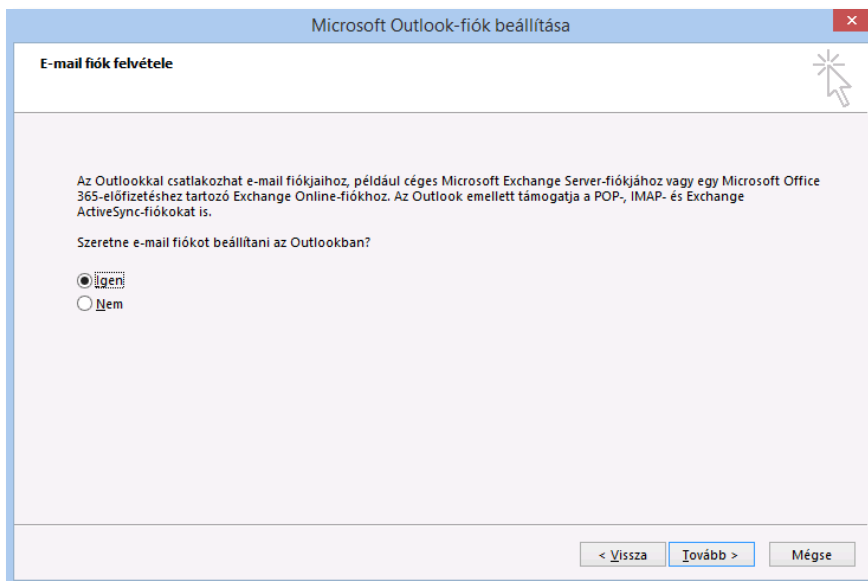 Microsoft Outlook-fiók beállítása
E-mail fiók felvétele
Az Outlookkal csatlakozhat e-mail fiókjaihoz, például céges Microsoft Exchange Server-fiókjához vagy egy Microsoft Office
365-előfizetéshez tartozó Exchange Online-fiókhoz. Az Outlook emellett támogatja a POP-, IMAP- és Exchange
ActiveSync-fiókokat is.
Szeretne e-mail fiókot beállítani az Outlookban?
Igen
Nem
< Vissza Tovább > Mégse